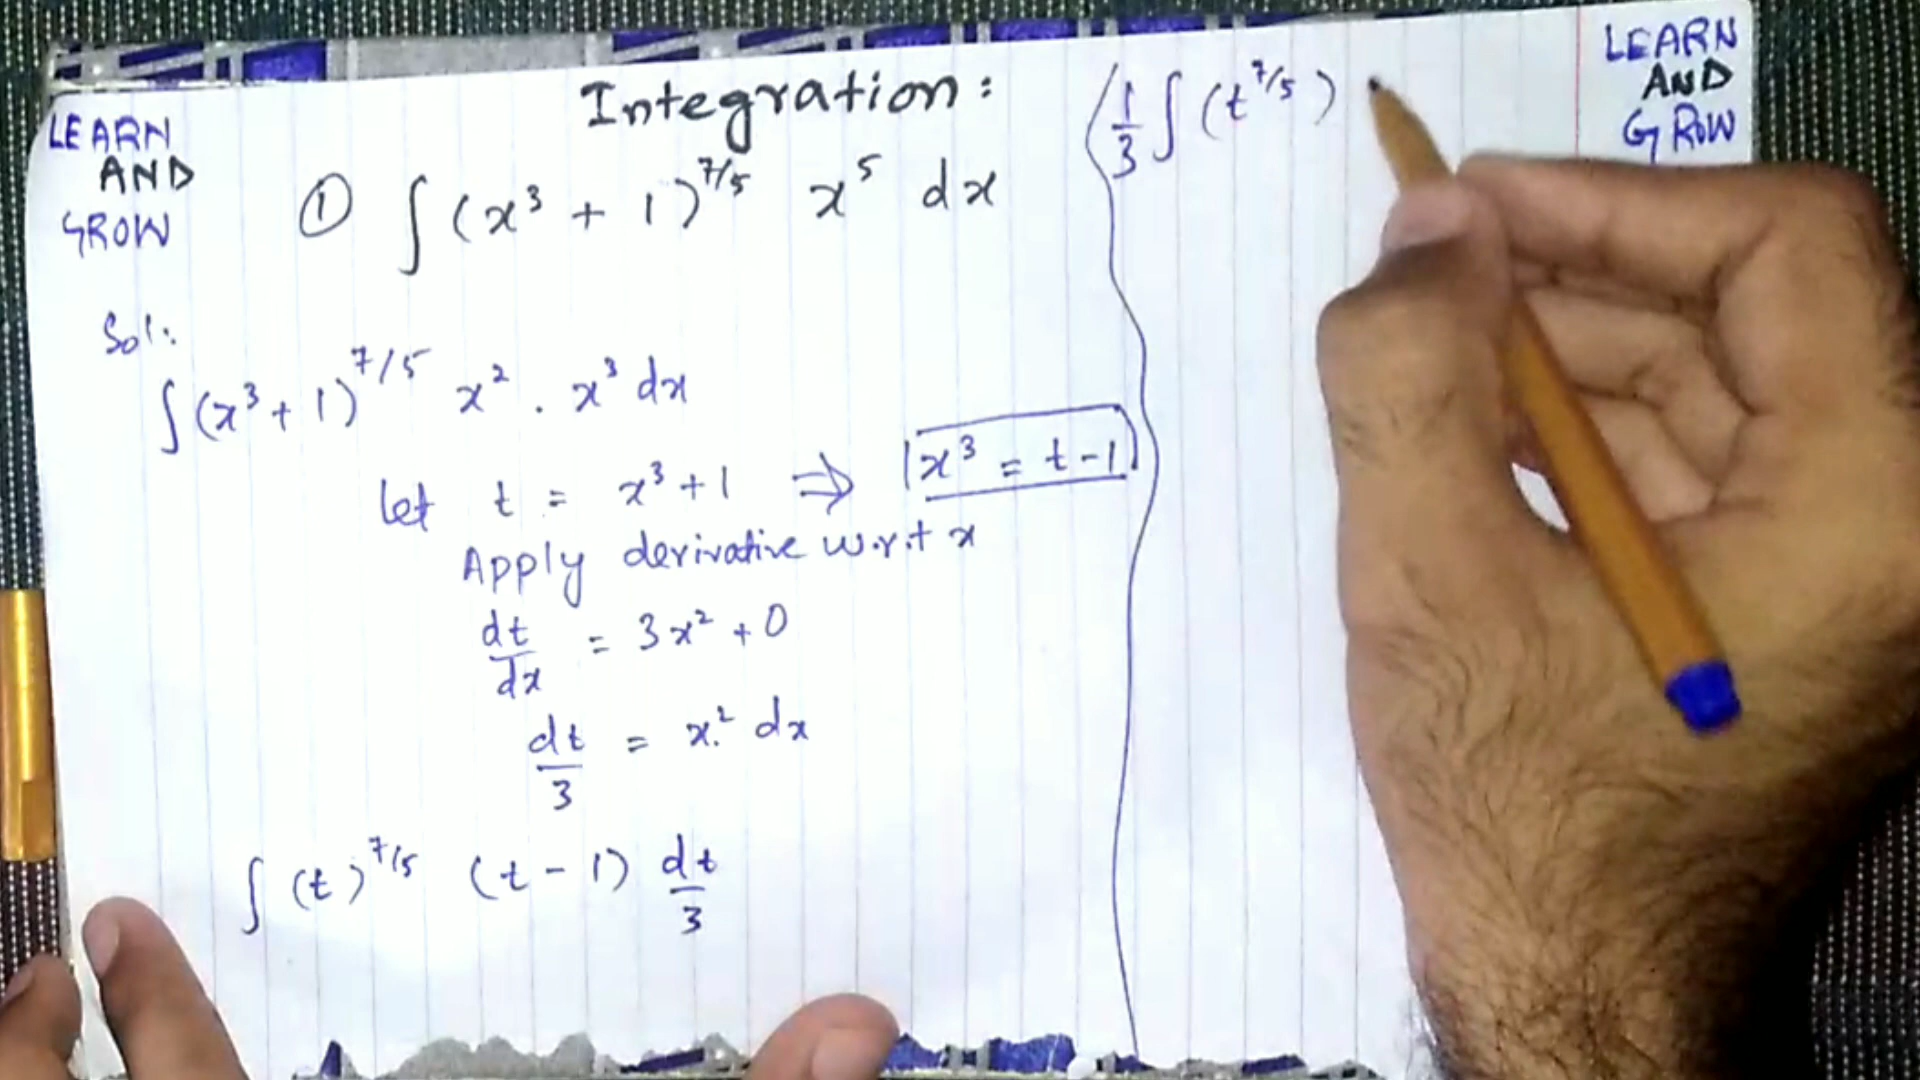 LEARN
AND
GROW
Integration:
① ∫ (x³ + 1)^7/5 x⁵ dx
Sol:
∫ (x³ + 1)^7/5 x² . x³ dx
let t = x³ + 1 ⇒ x³ = t - 1
Apply derivative w.r.t x
dt/dx = 3x² + 0
dt/3 = x² dx
∫ (t)^7/5 (t - 1) dt/3
1/3 ∫ (t^7/5)
LEARN
AND
GROW